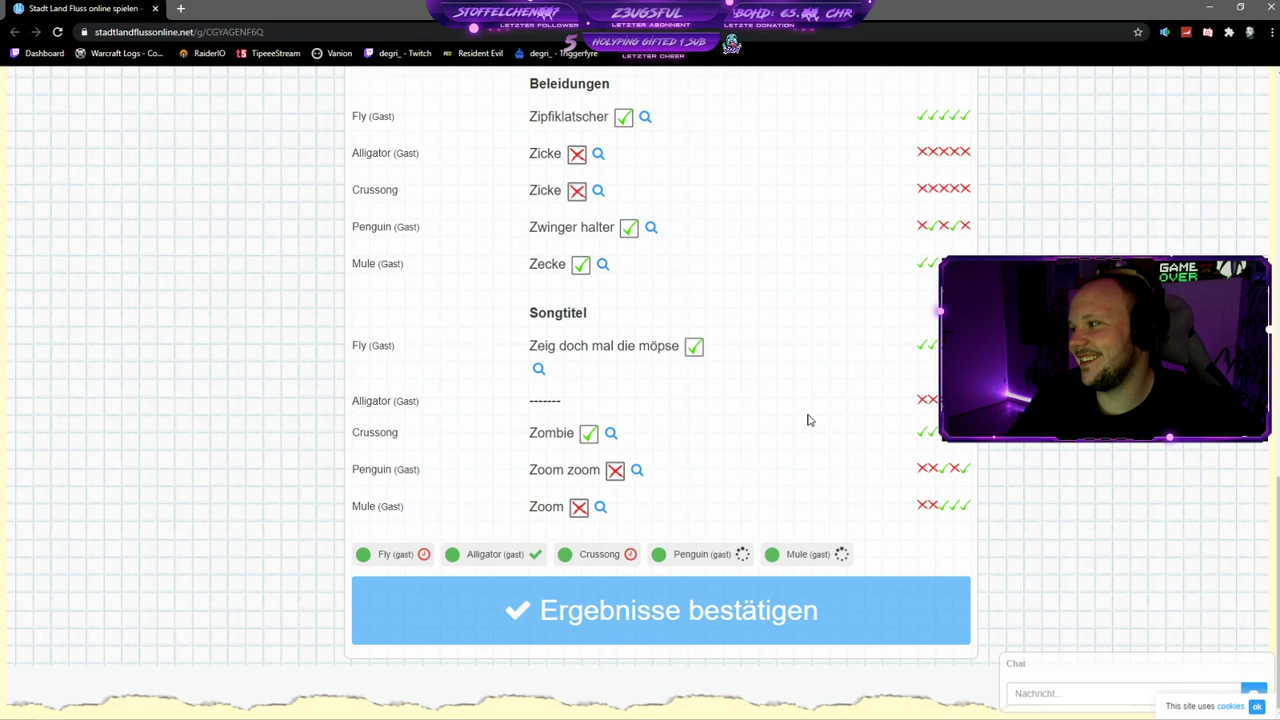 Stadt Land Fluss online spielen -
STOFFELCHEN
LETZTER FOLLOWER
Z3UGSFUL
LETZTER ABONNENT
LETZTE DONATION
HOLYPING GIFTED 1 SUB
LETZTER CHEER
stadtlandflussonline.net/g/CGYAGENF6Q
Dashboard
Warcraft Logs - Com...
RaiderIO
TipeeeStream
Vanion
degri_ - Twitch
Resident Evil
degri_ - Triggerfyre
Beleidungen
Fly (Gast) Zipfiklatscher
Alligator (Gast) Zicke
Crussong Zicke
Penguin (Gast) Zwinger halter
Mule (Gast) Zecke
GAME
OVER
Songtitel
Fly (Gast) Zeig doch mal die möpse
Alligator (Gast) -------
Crussong Zombie
Penguin (Gast) Zoom zoom
Mule (Gast) Zoom
Fly (gast) Alligator (gast) Crussong Penguin (gast) Mule (gast)
Ergebnisse bestätigen
Chat
Nachricht...
This site uses cookies. ok